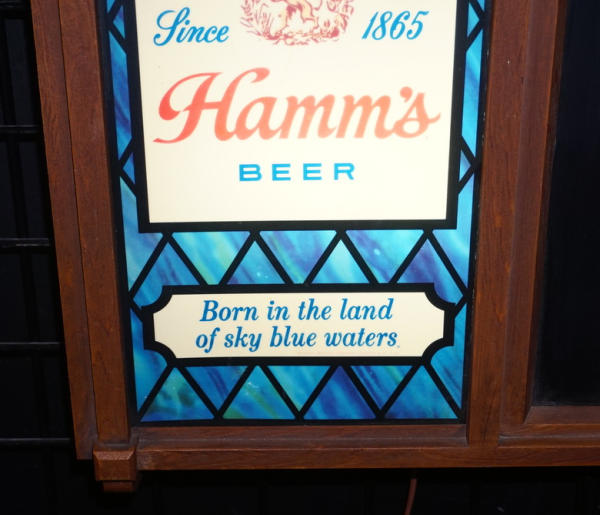 Since 1865
Hamm's
BEER
Born in the land
of sky blue waters